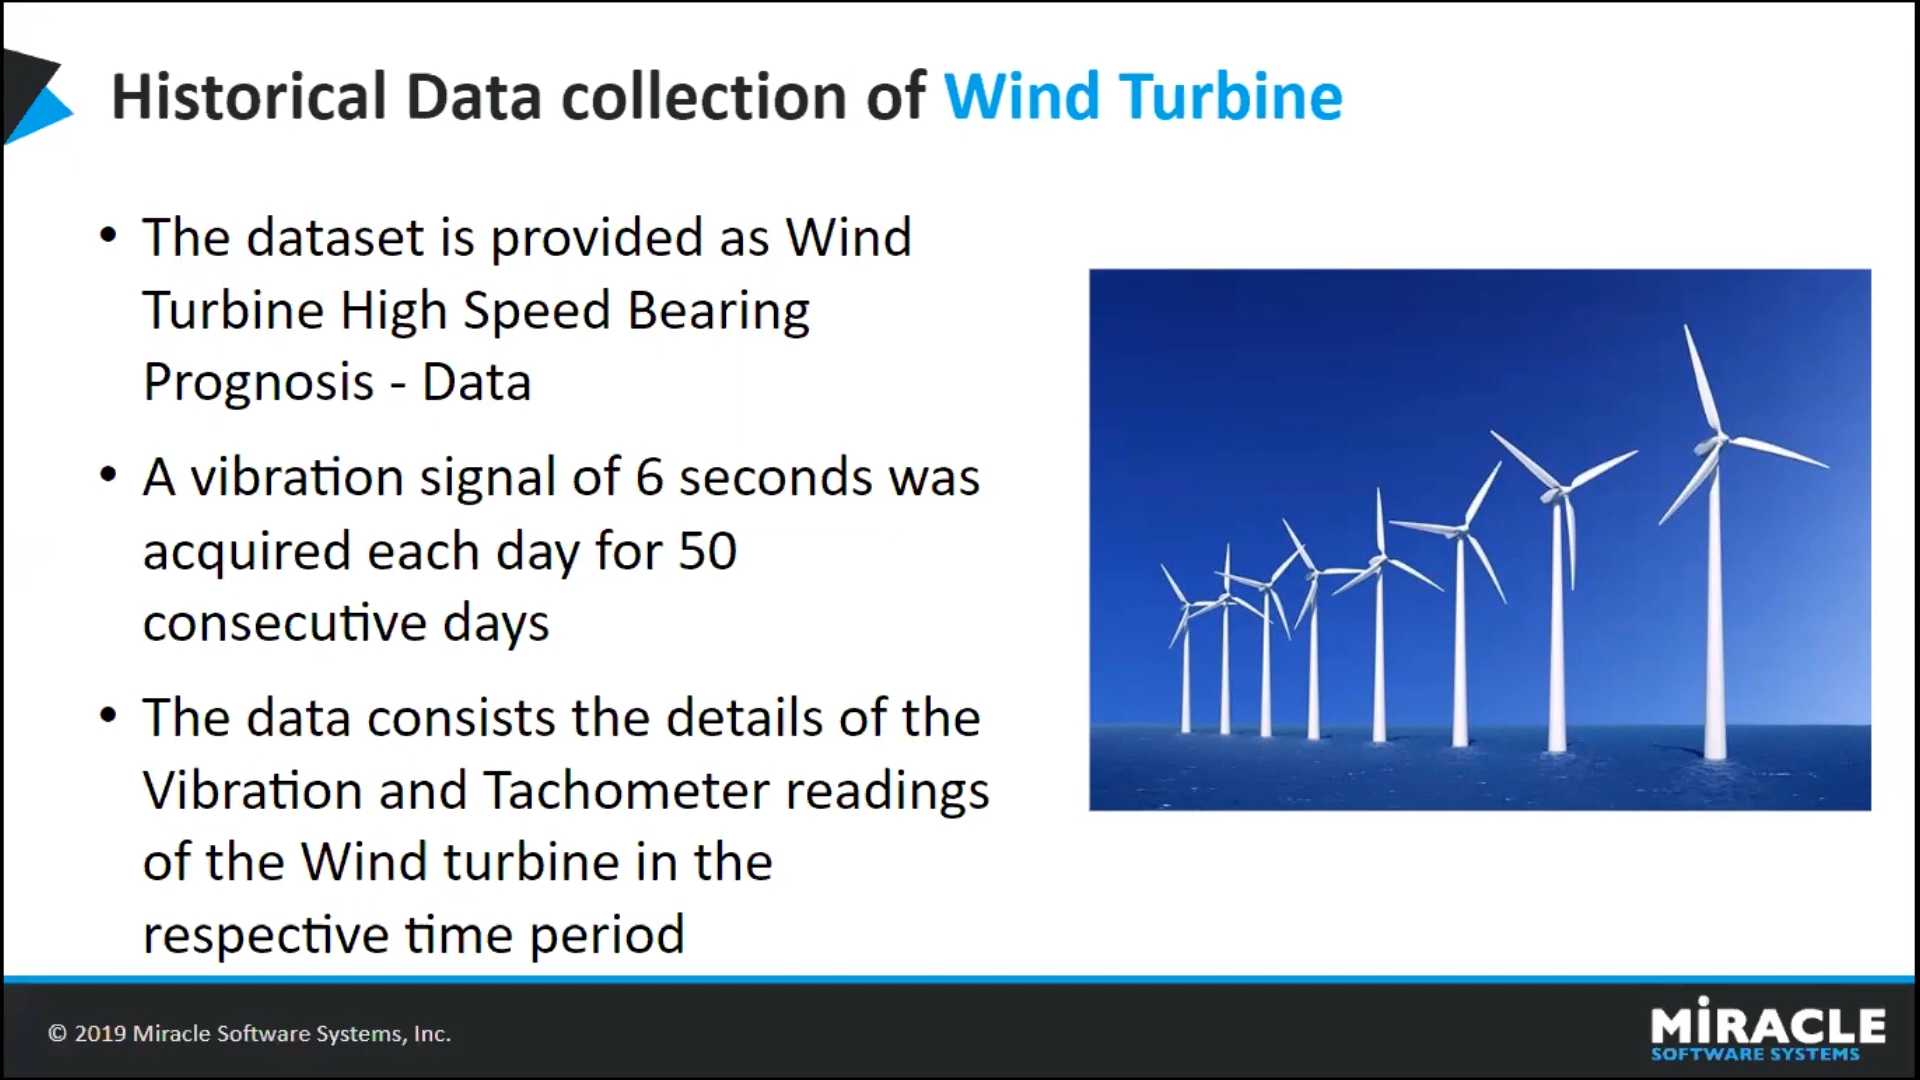 Historical Data collection of Wind Turbine
• The dataset is provided as Wind
Turbine High Speed Bearing
Prognosis - Data
• A vibration signal of 6 seconds was
acquired each day for 50
consecutive days
• The data consists the details of the
Vibration and Tachometer readings
of the Wind turbine in the
respective time period
© 2019 Miracle Software Systems, Inc.
MiRACLE
SOFTWARE SYSTEMS